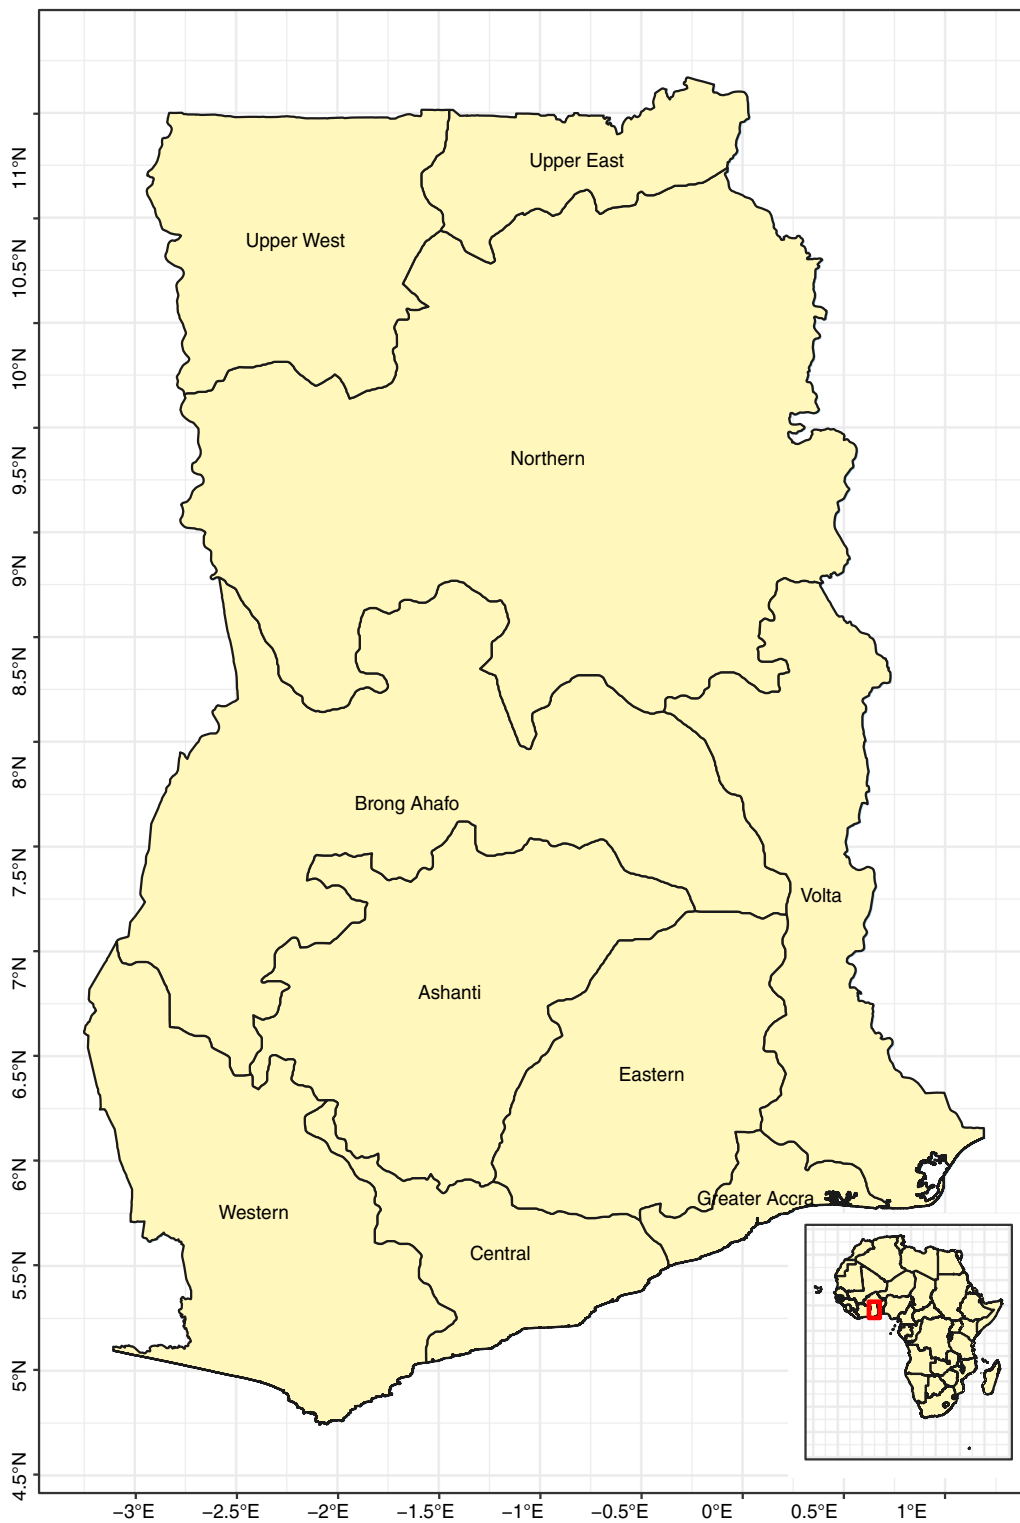 11°N
10.5°N
10°N
9.5°N
9°N
8.5°N
8°N
7.5°N
7°N
6.5°N
6°N
5.5°N
5°N
4.5°N
Upper East
Upper West
Northern
Brong Ahafo
Volta
Ashanti
Eastern
Greater Accra
Western
Central
−3°E
−2.5°E
−2°E
−1.5°E
−1°E
−0.5°E
0°E
0.5°E
1°E